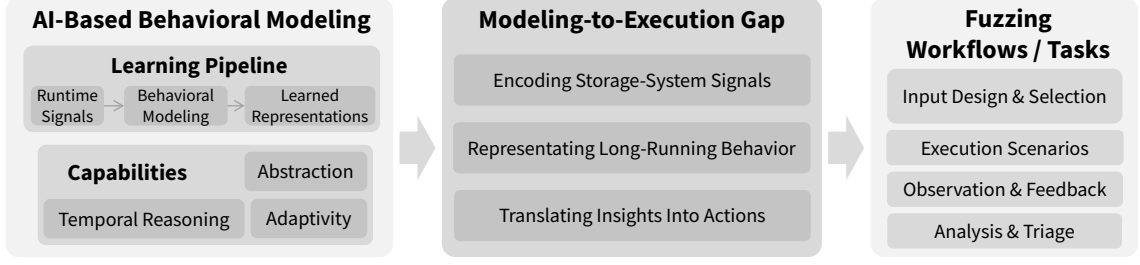 AI-Based Behavioral Modeling
Learning Pipeline
Runtime
Signals
Behavioral
Modeling
Learned
Representations
Capabilities
Abstraction
Temporal Reasoning
Adaptivity
Modeling-to-Execution Gap
Encoding Storage-System Signals
Representating Long-Running Behavior
Translating Insights Into Actions
Fuzzing
Workflows / Tasks
Input Design & Selection
Execution Scenarios
Observation & Feedback
Analysis & Triage